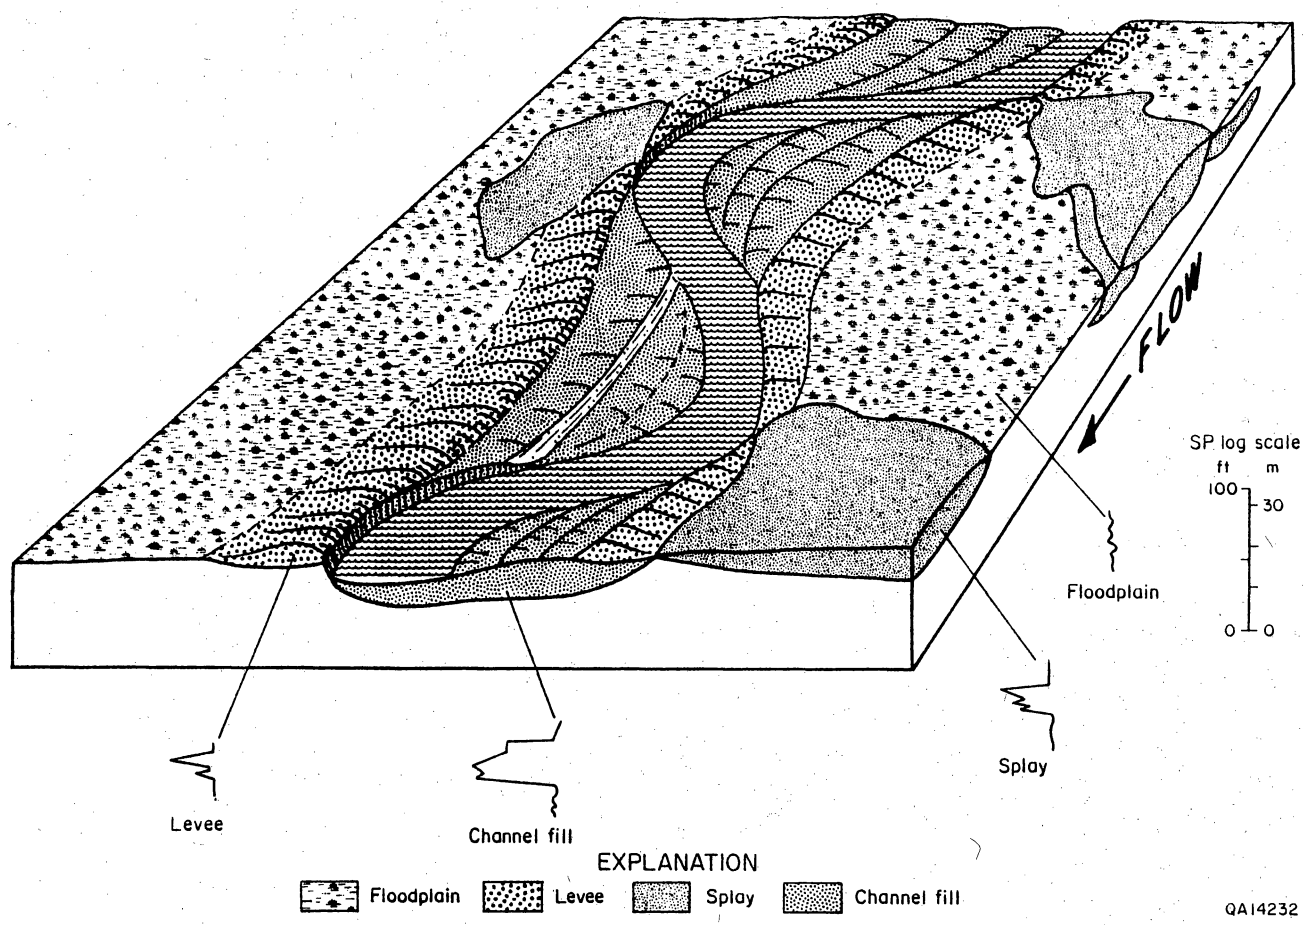 FLOW
SP log scale
ft m
100
30
0 0
Floodplain
Splay
Levee
Channel fill
EXPLANATION
Floodplain Levee Splay Channel fill
QA14232